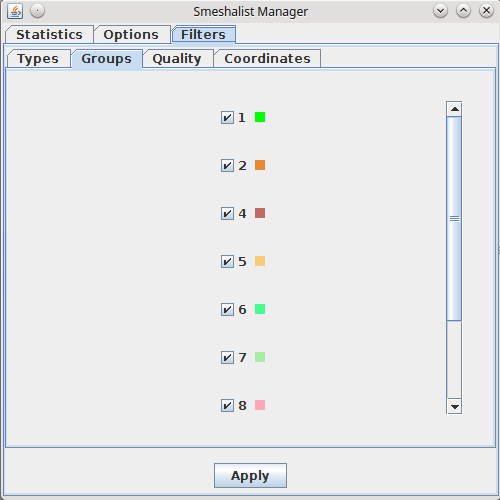 Smeshalist Manager
Statistics Options Filters
Types Groups Quality Coordinates
1
2
4
5
6
7
8
Apply